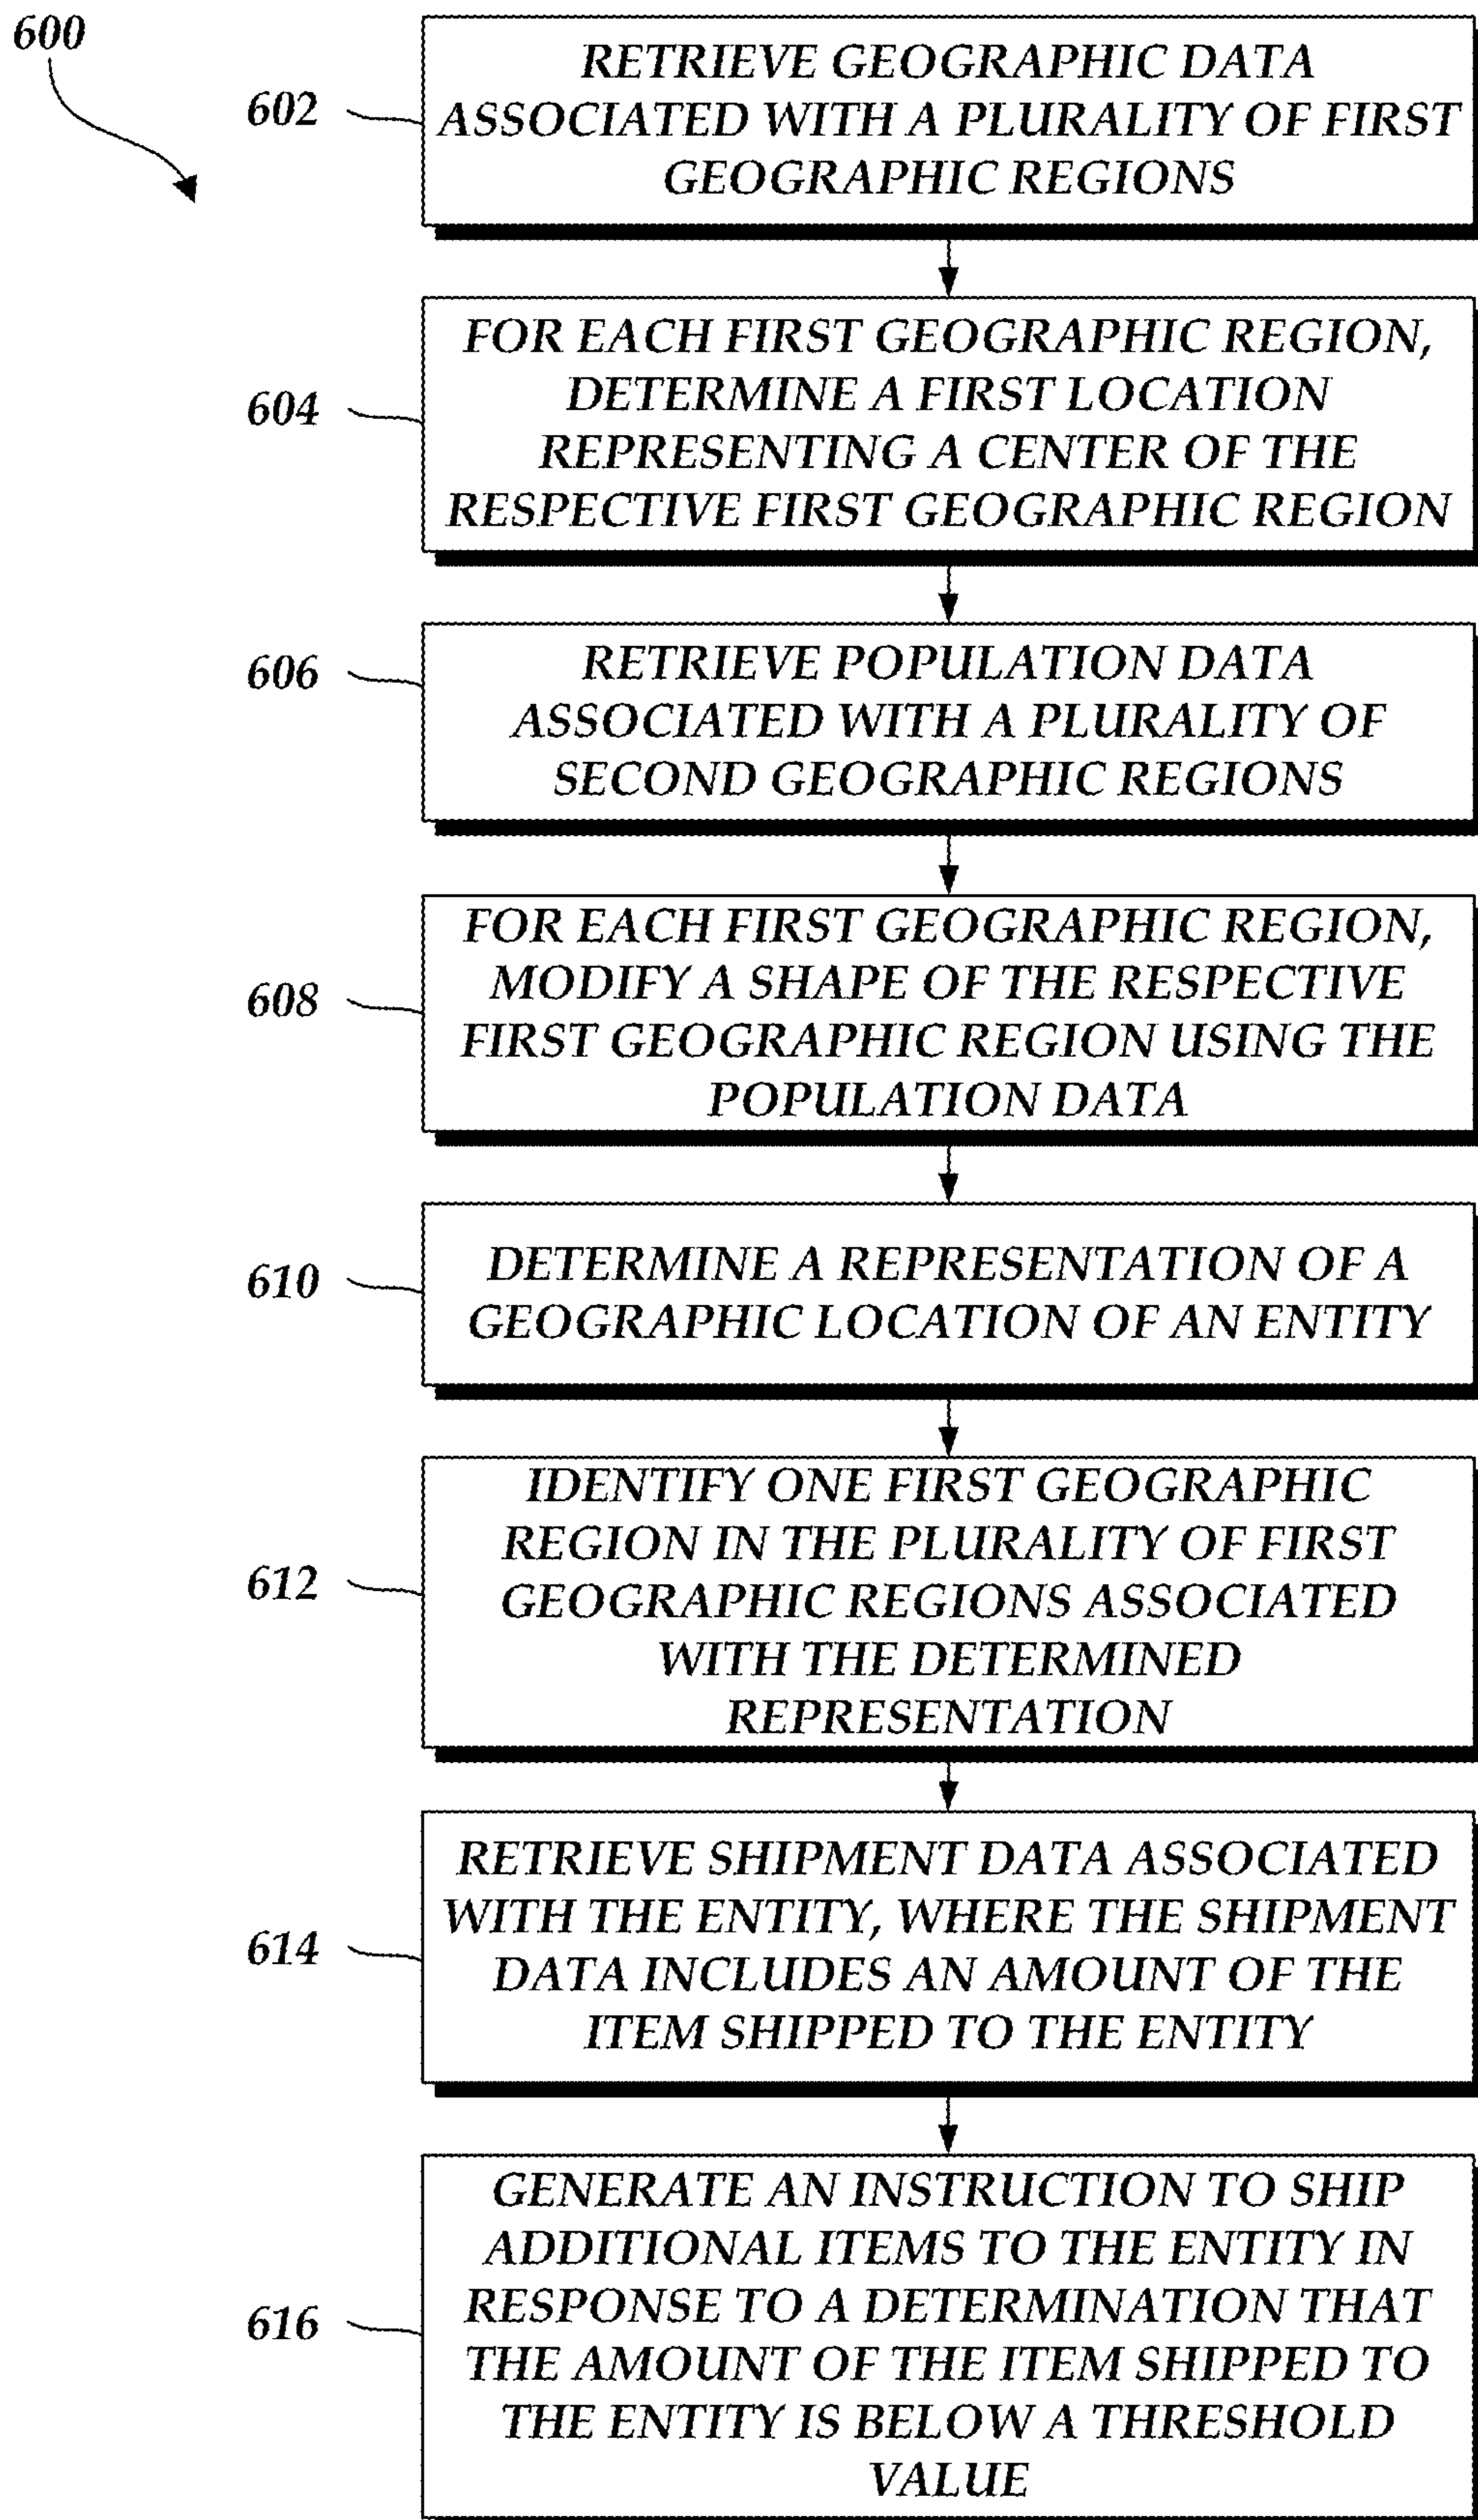 600
602
RETRIEVE GEOGRAPHIC DATA
ASSOCIATED WITH A PLURALITY OF FIRST
GEOGRAPHIC REGIONS
604
FOR EACH FIRST GEOGRAPHIC REGION,
DETERMINE A FIRST LOCATION
REPRESENTING A CENTER OF THE
RESPECTIVE FIRST GEOGRAPHIC REGION
606
RETRIEVE POPULATION DATA
ASSOCIATED WITH A PLURALITY OF
SECOND GEOGRAPHIC REGIONS
608
FOR EACH FIRST GEOGRAPHIC REGION,
MODIFY A SHAPE OF THE RESPECTIVE
FIRST GEOGRAPHIC REGION USING THE
POPULATION DATA
610
DETERMINE A REPRESENTATION OF A
GEOGRAPHIC LOCATION OF AN ENTITY
612
IDENTIFY ONE FIRST GEOGRAPHIC
REGION IN THE PLURALITY OF FIRST
GEOGRAPHIC REGIONS ASSOCIATED
WITH THE DETERMINED
REPRESENTATION
614
RETRIEVE SHIPMENT DATA ASSOCIATED
WITH THE ENTITY, WHERE THE SHIPMENT
DATA INCLUDES AN AMOUNT OF THE
ITEM SHIPPED TO THE ENTITY
616
GENERATE AN INSTRUCTION TO SHIP
ADDITIONAL ITEMS TO THE ENTITY IN
RESPONSE TO A DETERMINATION THAT
THE AMOUNT OF THE ITEM SHIPPED TO
THE ENTITY IS BELOW A THRESHOLD
VALUE